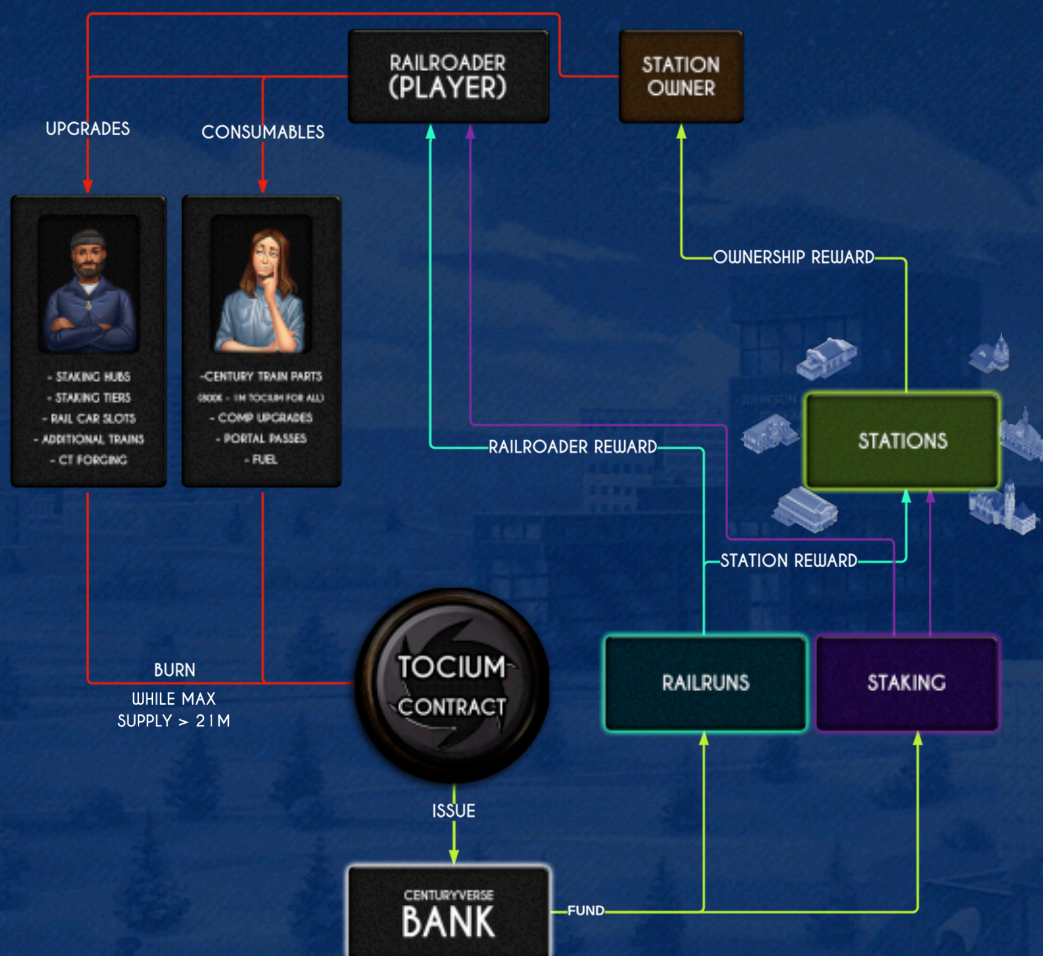 RAILROADER
(PLAYER)
STATION
OWNER
UPGRADES
CONSUMABLES
- STAKING HUBS
- STAKING TIERS
- RAIL CAR SLOTS
- ADDITIONAL TRAINS
- CT FORGING
-CENTURY TRAIN PARTS
(800K - 1M TOCIUM FOR ALL)
- COMP UPGRADES
- PORTAL PASSES
- FUEL
OWNERSHIP REWARD
STATIONS
RAILROADER REWARD
STATION REWARD
RAILRUNS
STAKING
TOCIUM
CONTRACT
BURN
WHILE MAX
SUPPLY > 21M
ISSUE
CENTURYVERSE
BANK
FUND